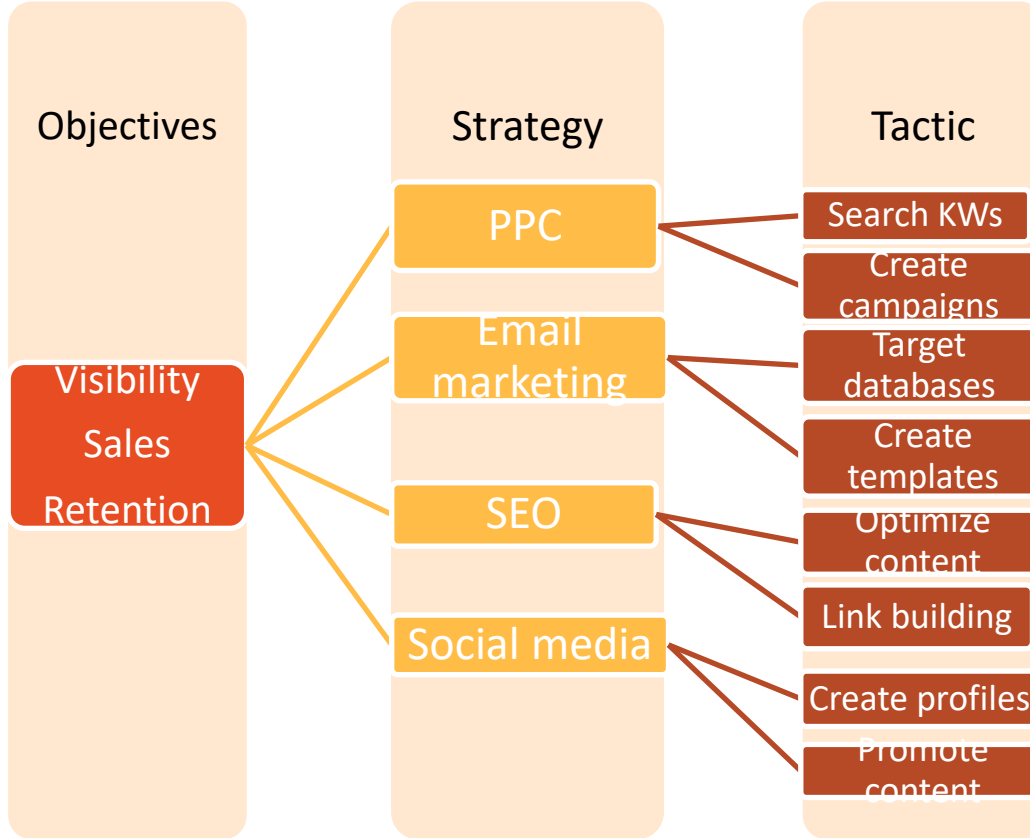 Objectives
Strategy
Tactic
Visibility
Sales
Retention
PPC
Email
marketing
SEO
Social media
Search KWs
Create
campaigns
Target
databases
Create
templates
Optimize
content
Link building
Create profiles
Promote
content